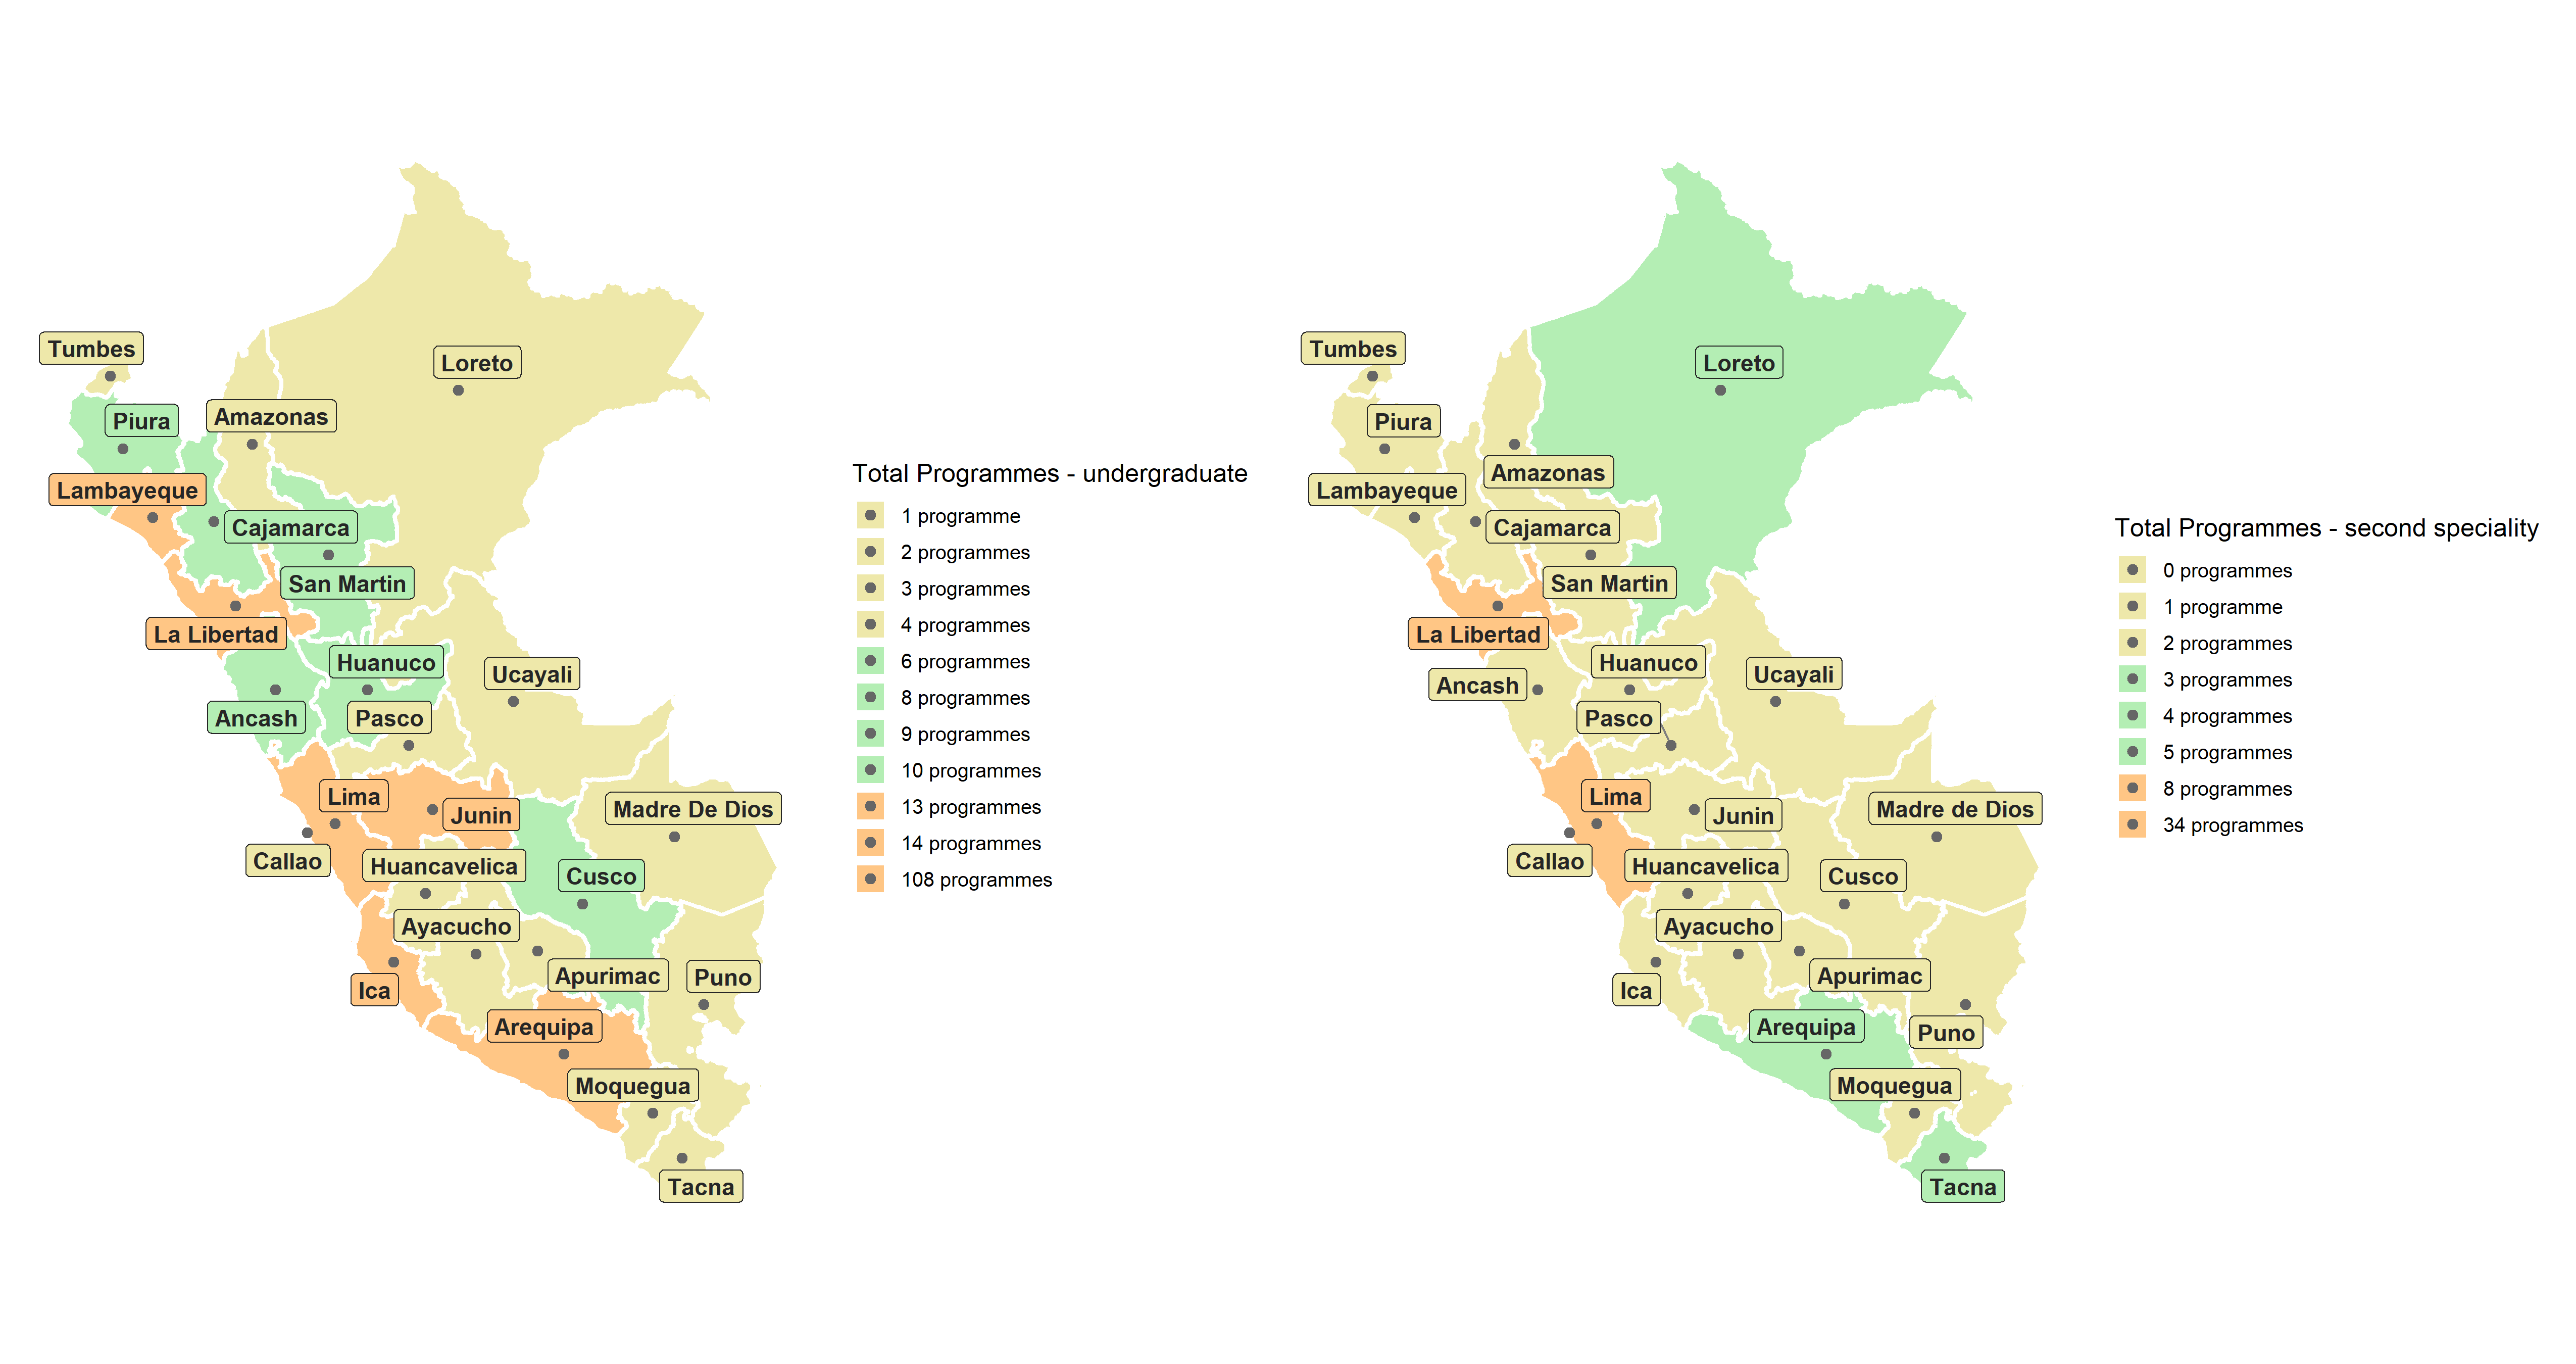 Tumbes
Loreto
Piura
Amazonas
Lambayeque
Cajamarca
San Martin
La Libertad
Huanuco
Ucayali
Ancash
Pasco
Lima
Junin
Madre De Dios
Callao
Huancavelica
Cusco
Ayacucho
Apurimac
Puno
Ica
Arequipa
Moquegua
Tacna
Total Programmes - undergraduate
1 programme
2 programmes
3 programmes
4 programmes
6 programmes
8 programmes
9 programmes
10 programmes
13 programmes
14 programmes
108 programmes
Tumbes
Loreto
Piura
Amazonas
Lambayeque
Cajamarca
San Martin
La Libertad
Huanuco
Ucayali
Ancash
Pasco
Lima
Junin
Madre de Dios
Callao
Huancavelica
Cusco
Ayacucho
Apurimac
Ica
Arequipa
Puno
Moquegua
Tacna
Total Programmes - second speciality
0 programmes
1 programme
2 programmes
3 programmes
4 programmes
5 programmes
8 programmes
34 programmes